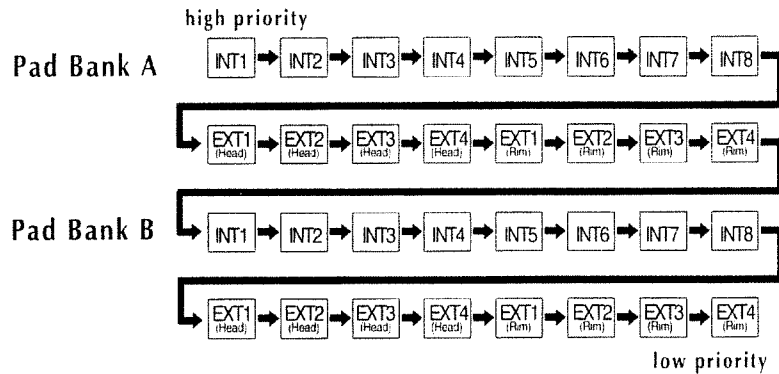 high priority
Pad Bank A
INT1 INT2 INT3 INT4 INT5 INT6 INT7 INT8
EXT1 EXT2 EXT3 EXT4 EXT1 EXT2 EXT3 EXT4
(Head) (Head) (Head) (Head) (Rim) (Rim) (Rim) (Rim)
Pad Bank B
INT1 INT2 INT3 INT4 INT5 INT6 INT7 INT8
EXT1 EXT2 EXT3 EXT4 EXT1 EXT2 EXT3 EXT4
(Head) (Head) (Head) (Head) (Rim) (Rim) (Rim) (Rim)
low priority